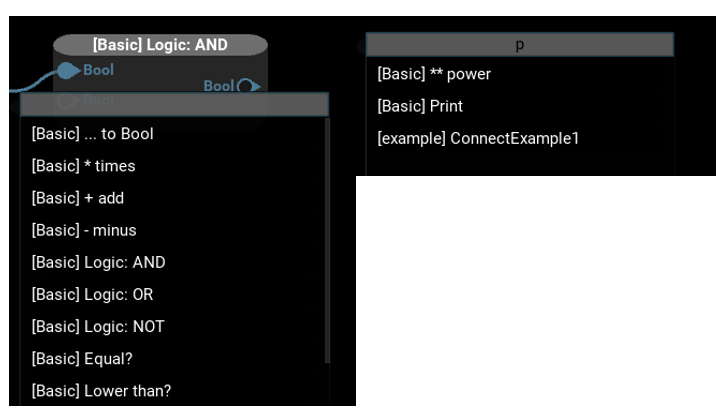 [Basic] Logic: AND
Bool
Bool
Bool
[Basic] ... to Bool
[Basic] * times
[Basic] + add
[Basic] - minus
[Basic] Logic: AND
[Basic] Logic: OR
[Basic] Logic: NOT
[Basic] Equal?
[Basic] Lower than?
p
[Basic] ** power
[Basic] Print
[example] ConnectExample1